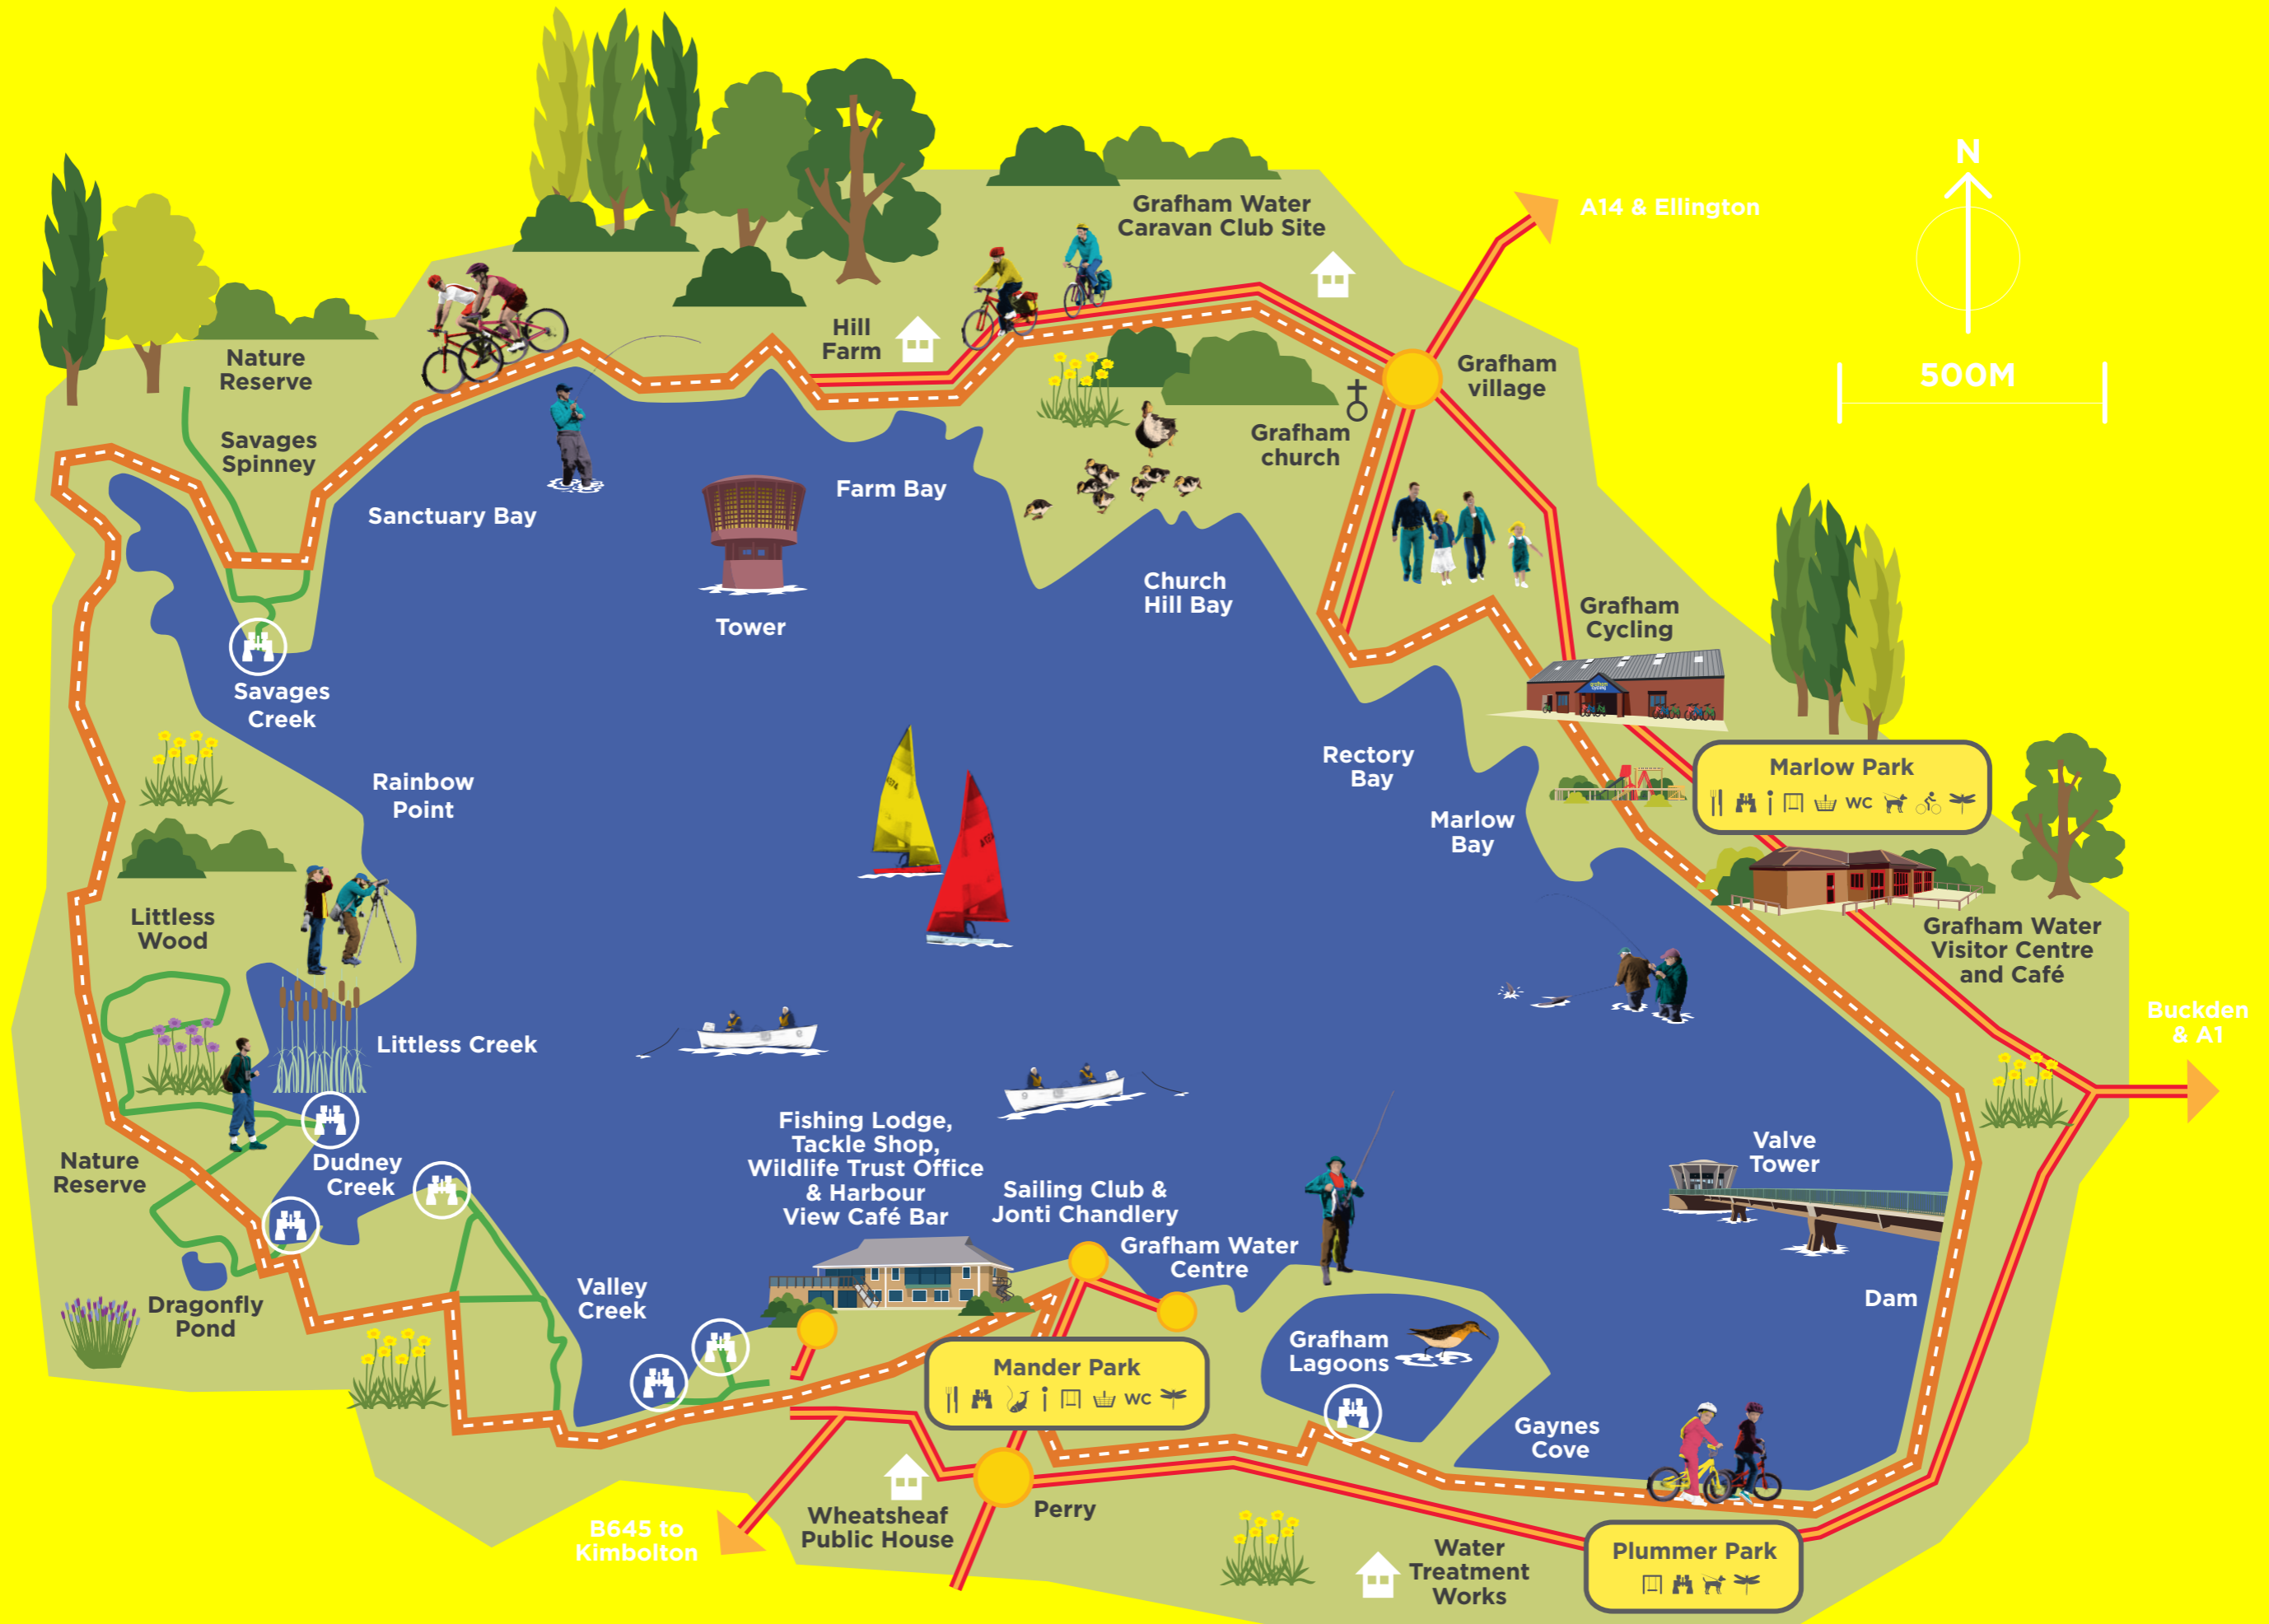 N
A14 & Ellington
500M
Grafham Water
Caravan Club Site
Hill
Farm
Nature
Reserve
Savages
Spinney
Grafham
village
Grafham
church
Sanctuary Bay
Farm Bay
Tower
Church
Hill Bay
Grafham
Cycling
Savages
Creek
Rainbow
Point
Rectory
Bay
Marlow
Bay
Marlow Park
WC
Littless
Wood
Grafham Water
Visitor Centre
and Café
Buckden
& A1
Littless Creek
Nature
Reserve
Dudney
Creek
Fishing Lodge,
Tackle Shop,
Wildlife Trust Office
& Harbour
View Café Bar
Sailing Club &
Jonti Chandlery
Grafham Water
Centre
Valve
Tower
Dam
Dragonfly
Pond
Valley
Creek
Grafham
Lagoons
Mander Park
WC
Gaynes
Cove
Wheatsheaf
Public House
Perry
B645 to
Kimbolton
Water
Treatment
Works
Plummer Park